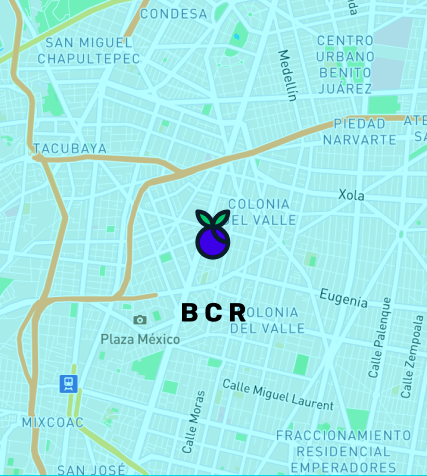 CONDESA
da
SAN MIGUEL
CHAPULTEPEC
CENTRO
URBANO
BENITO
JUÁREZ
Medellín
PIEDAD
NARVARTE
ATE
SA
TACUBAYA
Xola
COLONIA
DEL VALLE
Eugenia
BCR
COLONIA
DEL VALLE
Plaza México
Calle Palenque
Calle Zempoala
Calle Miguel Laurent
Calle Moras
MIXCOAC
FRACCIONAMIENTO
RESIDENCIAL
EMPERADORES
SAN JOSÉ